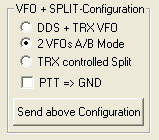 VFO + SPLIT-Configuration
DDS + TRX VFO
2 VFOs A/B Mode
TRX controlled Split
PTT => GND
Send above Configuration